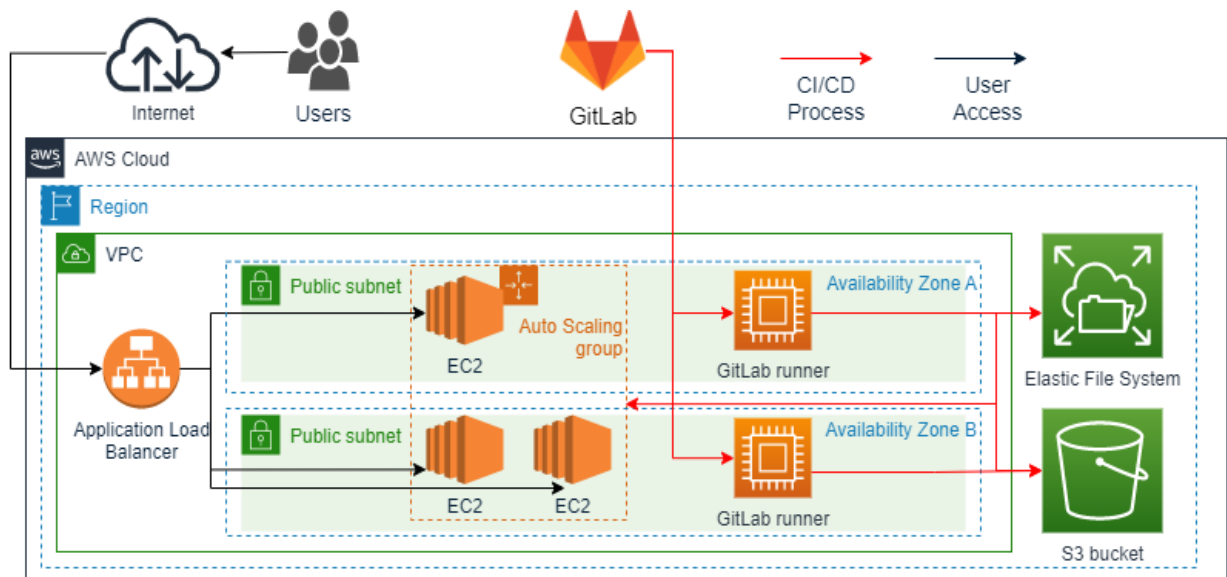 Internet
Users
GitLab
CI/CD
Process
User
Access
aws
AWS Cloud
Region
VPC
Public subnet
Availability Zone A
Auto Scaling
group
EC2
GitLab runner
Elastic File System
Application Load
Balancer
Public subnet
Availability Zone B
EC2
EC2
GitLab runner
S3 bucket